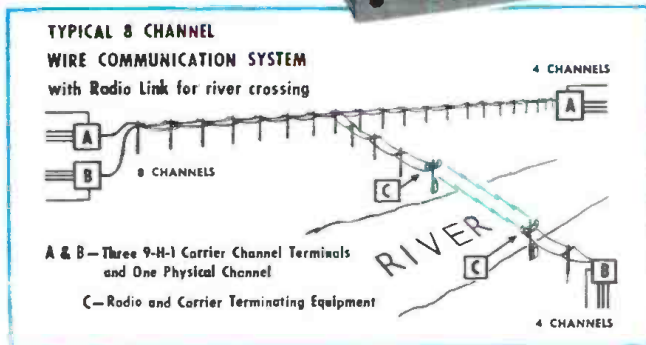 TYPICAL 8 CHANNEL
WIRE COMMUNICATION SYSTEM
with Radio Link for river crossing
4 CHANNELS
A
A
B
8 CHANNELS
C
RIVER
A & B—Three 9-H-1 Carrier Channel Terminals
and One Physical Channel
C
B
C—Radio and Carrier Terminating Equipment
4 CHANNELS